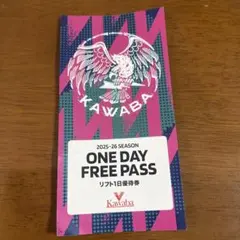 KAWABA
2025-26 SEASON
ONE DAY
FREE PASS
リフト1日優待券
Kawaba